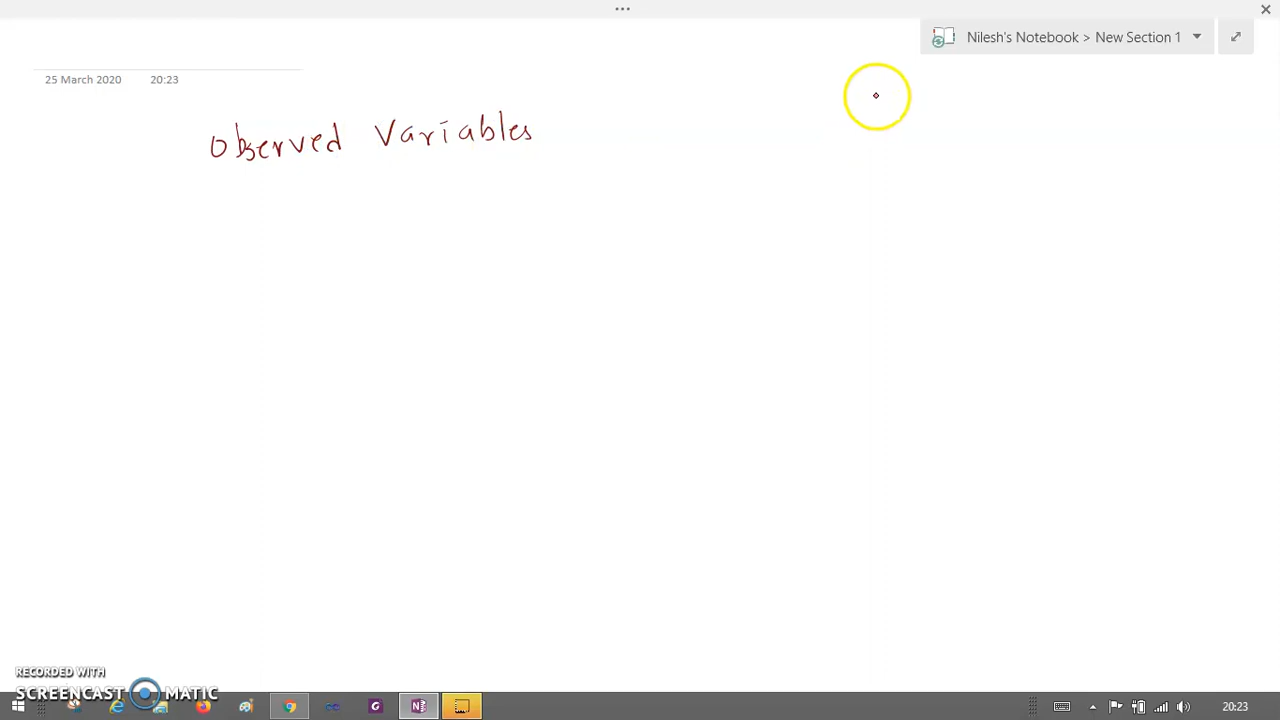 Nilesh's Notebook > New Section 1
25 March 2020 20:23
Observed Variables
RECORDED WITH
SCREENCAST MATIC
20:23